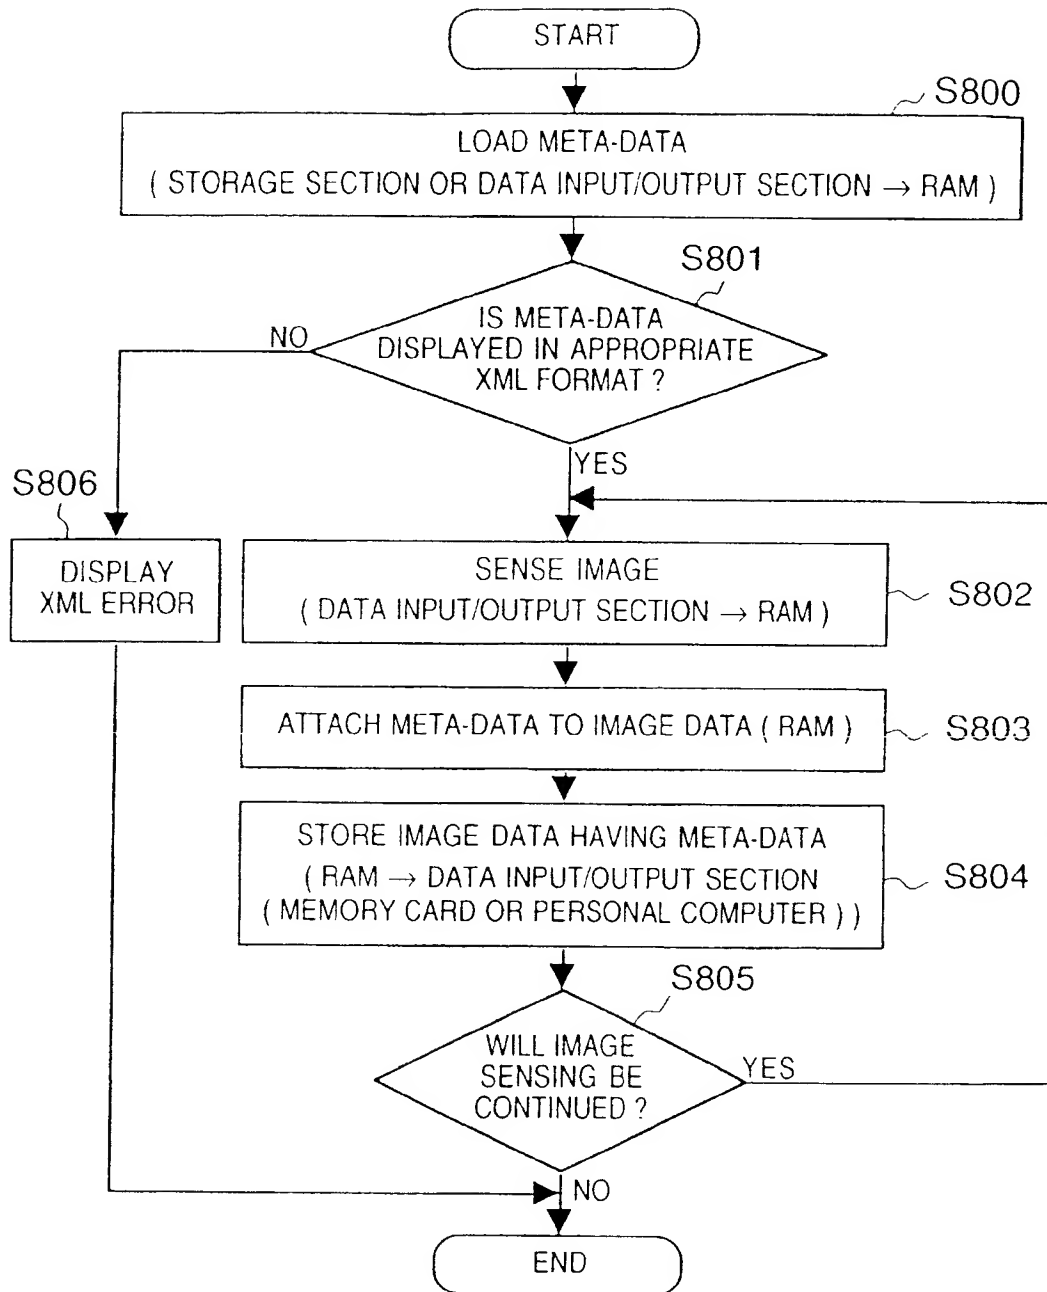 START
S800
LOAD META-DATA
( STORAGE SECTION OR DATA INPUT/OUTPUT SECTION → RAM )
S801
IS META-DATA
DISPLAYED IN APPROPRIATE
XML FORMAT ?
NO
YES
S806
DISPLAY
XML ERROR
SENSE IMAGE
( DATA INPUT/OUTPUT SECTION → RAM )
S802
ATTACH META-DATA TO IMAGE DATA ( RAM )
S803
STORE IMAGE DATA HAVING META-DATA
( RAM → DATA INPUT/OUTPUT SECTION
( MEMORY CARD OR PERSONAL COMPUTER ) )
S804
S805
WILL IMAGE
SENSING BE
CONTINUED ?
YES
NO
END